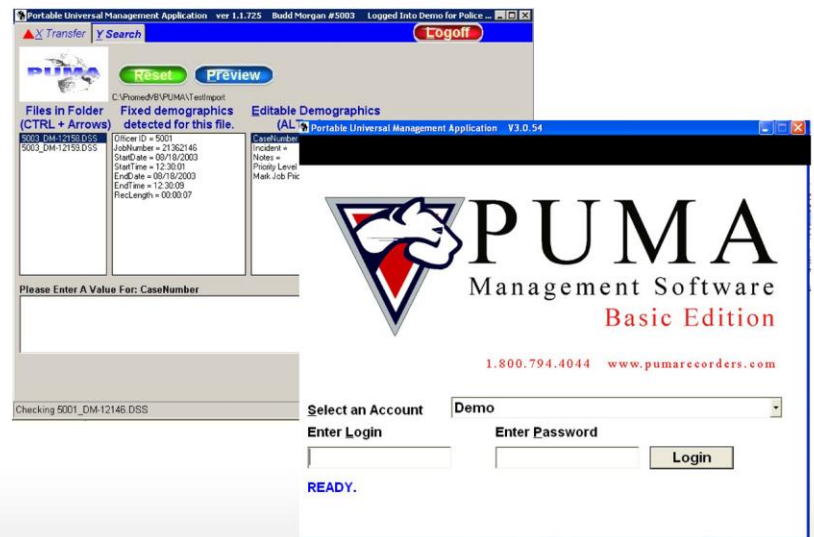 Portable Universal Management Application ver 1.1.725 Budd Morgan #5003 Logged Into Demo for Police ...
X Transfer Y Search Logoff
PUMA
Reset Preview
C:\PromedVB\PUMA\TestImport
Files in Folder
(CTRL + Arrows)
5003_DM-12159.DSS
5003_DM-12159.DSS
Fixed demographics
detected for this file.
Officer ID = 5001
JobNumber = 21362146
StartDate = 08/18/2003
StartTime = 12:30:01
EndDate = 08/18/2003
EndTime = 12:30:09
RecLength = 00:00:07
Editable Demographics
(ALT
CaseNumber
Incident =
Notes =
Priority Level
Mark Job
Please Enter A Value For: CaseNumber
Checking 5001_DM-12146.DSS
Portable Universal Management Application V3.0.54
PUMA
Management Software
Basic Edition
1.800.794.4044 www.pumarecorders.com
Select an Account Demo
Enter Login Enter Password
Login
READY.